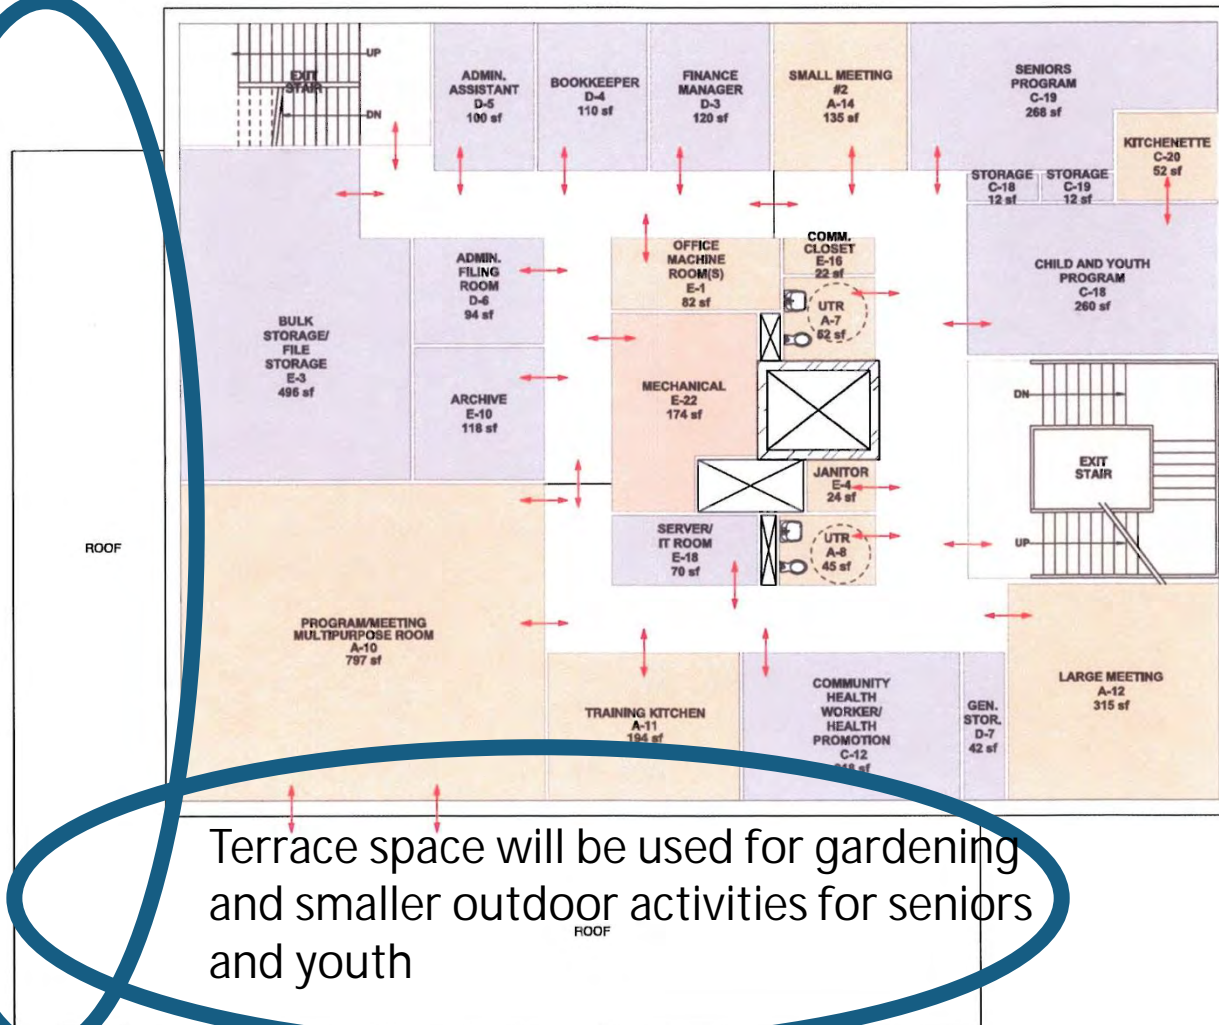 EXIT
STAIR
UP
DN
ADMIN.
ASSISTANT
D-5
100 sf
BOOKKEEPER
D-4
110 sf
FINANCE
MANAGER
D-3
120 sf
SMALL MEETING
#2
A-14
135 sf
SENIORS
PROGRAM
C-19
268 sf
KITCHENETTE
C-20
52 sf
STORAGE
C-18
12 sf
STORAGE
C-19
12 sf
CHILD AND YOUTH
PROGRAM
C-18
260 sf
BULK
STORAGE/
FILE
STORAGE
E-3
496 sf
ADMIN.
FILING
ROOM
D-6
94 sf
ARCHIVE
E-10
118 sf
OFFICE
MACHINE
ROOM(S)
E-1
82 sf
COMM.
CLOSET
E-16
22 sf
UTR
A-7
52 sf
MECHANICAL
E-22
174 sf
JANITOR
E-4
24 sf
DN
EXIT
STAIR
UP
SERVER/
IT ROOM
E-18
70 sf
UTR
A-8
45 sf
ROOF
PROGRAM/MEETING
MULTIPURPOSE ROOM
A-10
797 sf
TRAINING KITCHEN
A-11
194 sf
COMMUNITY
HEALTH
WORKER/
HEALTH
PROMOTION
C-12
sf
GEN.
STOR.
D-7
42 sf
LARGE MEETING
A-12
315 sf
Terrace space will be used for gardening
and smaller outdoor activities for seniors
and youth
ROOF